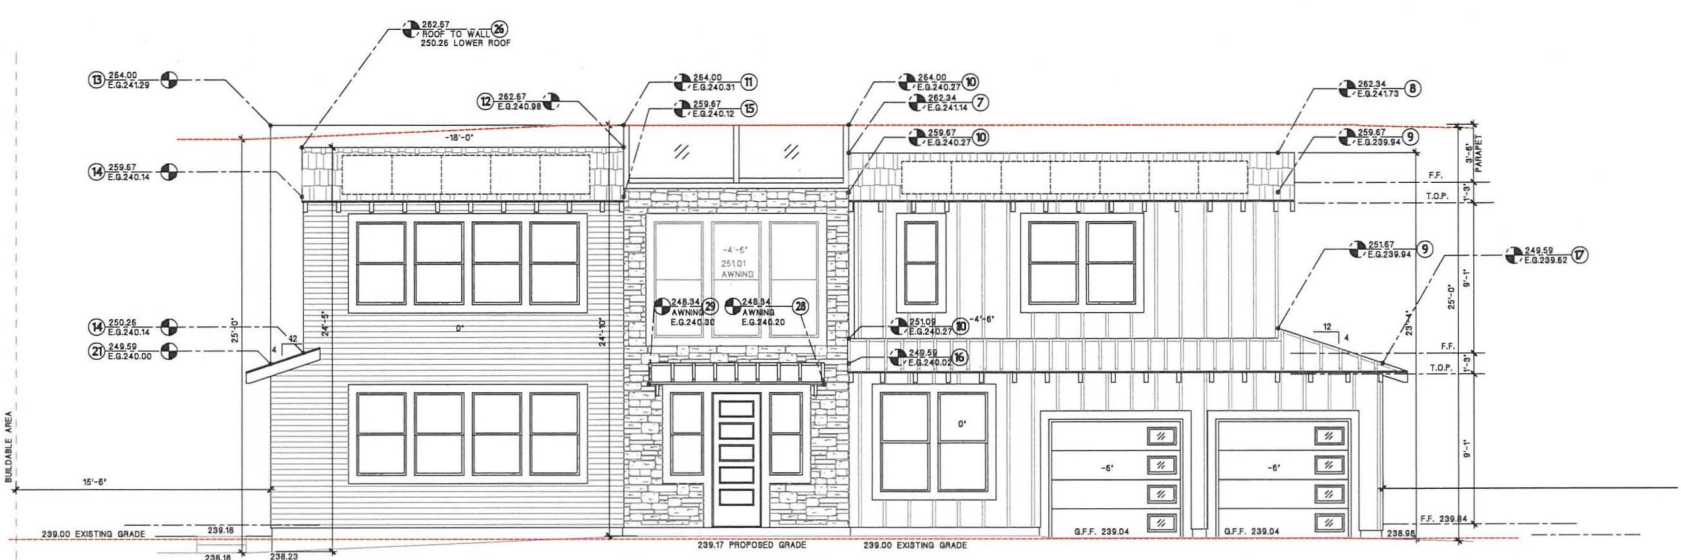 262.67 26
ROOF TO WALL
250.26 LOWER ROOF
13 264.00
E.G.241.29
12 262.67
E.G.240.98
264.00 11
E.G.240.31
259.67 15
E.G.240.12
264.00 10
E.G.240.27
262.34 7
E.G.241.14
259.67 10
E.G.240.27
262.34 8
E.G.241.73
259.67 9
E.G.239.94
-18'-0"
3'-6"
PARAPET
14 259.67
E.G.240.14
F.F.
1'-3"
T.O.P.
-4'-6"
251.01
AWNING
251.67 9
E.G.239.94
249.59 17
E.G.239.62
9'-1"
25'-0"
23'-4"
248.34 29
AWNING
E.G.240.30
248.34 28
AWNING
E.G.240.20
14 250.26
E.G.240.14
25'-0"
24'-5"
0"
24'-10"
251.09 10 -4'-6"
E.G.240.27
12
4
21 249.59
E.G.240.00
12
4
249.59 16
E.G.240.02
F.F.
1'-3"
T.O.P.
BUILDABLE AREA
0"
9'-1"
-6"
-6"
15'-6"
239.00 EXISTING GRADE
239.18
G.F.F. 239.04
G.F.F. 239.04
F.F. 239.84
238.98
239.17 PROPOSED GRADE
239.00 EXISTING GRADE
238.18
238.23